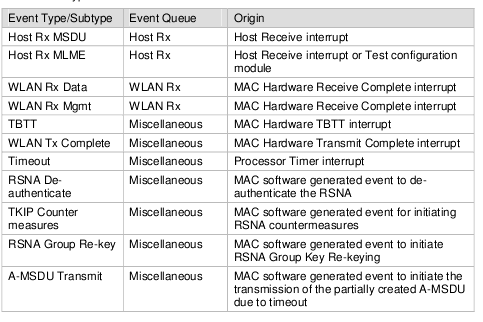 Event Type/Subtype Event Queue Origin
Host Rx MSDU Host Rx Host Receive interrupt
Host Rx MLME Host Rx Host Receive interrupt or Test configuration
module
WLAN Rx Data WLAN Rx MAC Hardware Receive Complete interrupt
WLAN Rx Mgmt WLAN Rx MAC Hardware Receive Complete interrupt
TBTT Miscellaneous MAC Hardware TBTT interrupt
WLAN Tx Complete Miscellaneous MAC Hardware Transmit Complete interrupt
Timeout Miscellaneous Processor Timer interrupt
RSNA De- Miscellaneous MAC software generated event to de-
authenticate authenticate the RSNA
TKIP Counter Miscellaneous MAC software generated event for initiating
measures RSNA countermeasures
RSNA Group Re-key Miscellaneous MAC software generated event to initiate
RSNA Group Key Re-keying
A-MSDU Transmit Miscellaneous MAC software generated event to initiate the
transmission of the partially created A-MSDU
due to timeout